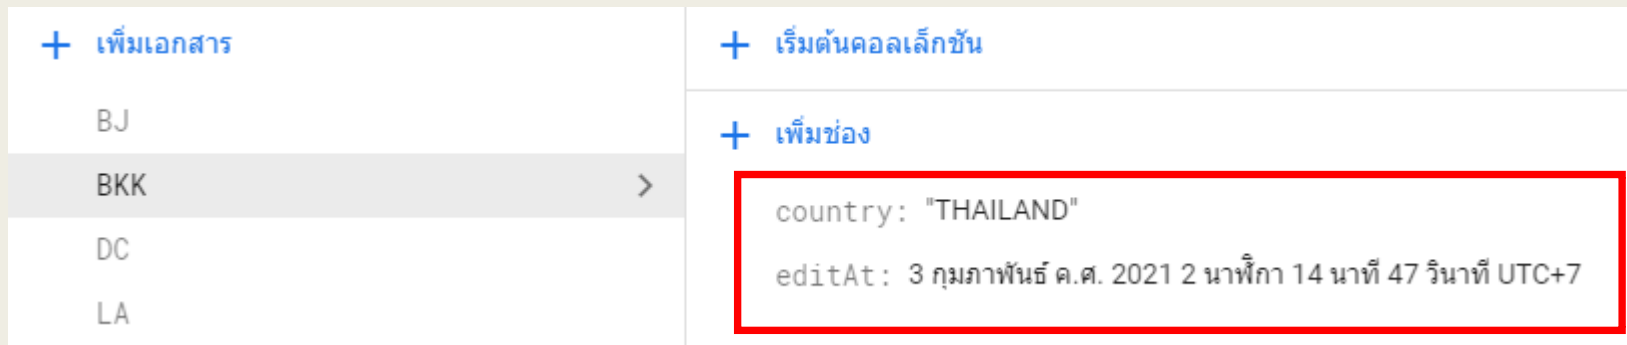 + เพิ่มเอกสาร
BJ
BKK
DC
LA
+ เริ่มต้นคอลเล็กชัน
+ เพิ่มช่อง
country: "THAILAND"
editAt: 3 กุมภาพันธ์ ค.ศ. 2021 2 นาฬิกา 14 นาที 47 วินาที UTC+7